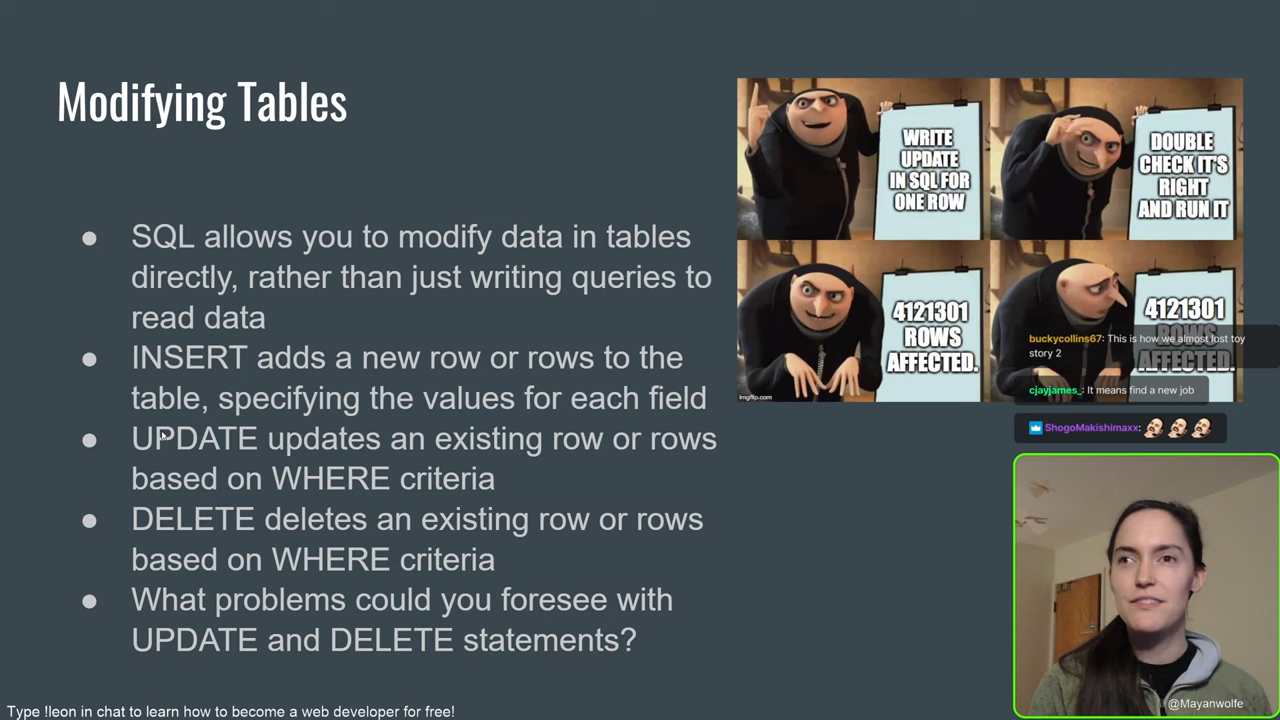 Modifying Tables
SQL allows you to modify data in tables
directly, rather than just writing queries to
read data
INSERT adds a new row or rows to the
table, specifying the values for each field
UPDATE updates an existing row or rows
based on WHERE criteria
DELETE deletes an existing row or rows
based on WHERE criteria
What problems could you foresee with
UPDATE and DELETE statements?
WRITE
UPDATE
IN SQL FOR
ONE ROW
DOUBLE
CHECK IT'S
RIGHT
AND RUN IT
4121301
ROWS
AFFECTED.
4121301
ROWS
AFFECTED.
imgflip.com
buckycollins67: This is how we almost lost toy
story 2
cjayjames_: It means find a new job
ShogoMakishimaxx:
@Mayanwolfe
Type !leon in chat to learn how to become a web developer for free!